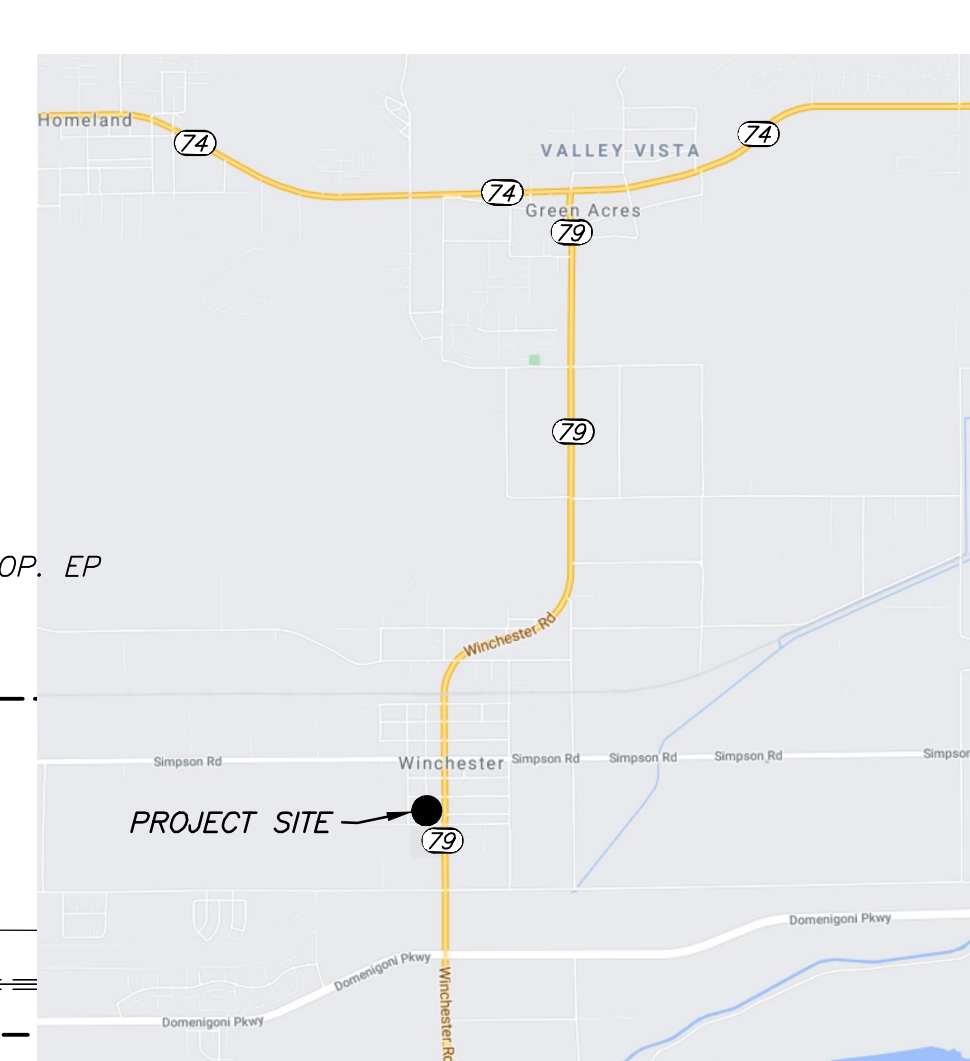 Homeland
74
74
VALLEY VISTA
74
Green Acres
79
79
OP. EP
Winchester Rd
Simpson Rd
Winchester
Simpson Rd
Simpson Rd
Simpson Rd
Simpson
PROJECT SITE
79
Domenigoni Pkwy
Domenigoni Pkwy
Domenigoni Pkwy
Winchester Rd